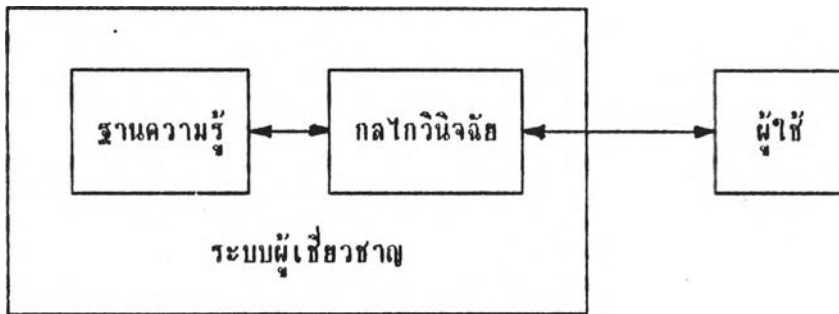 ฐานความรู้
กลไกวินิจฉัย
ผู้ใช้
ระบบผู้เชี่ยวชาญ